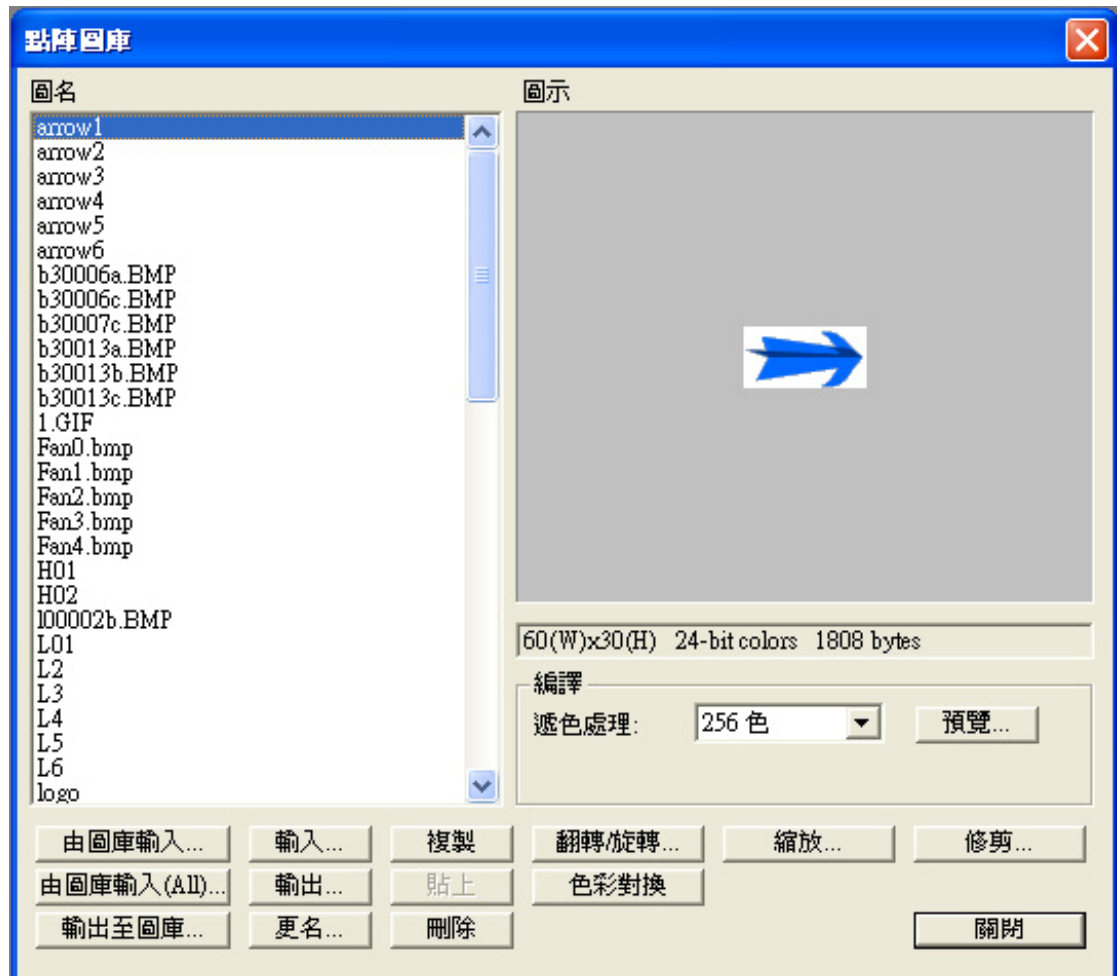 點陣圖庫
圖名
圖示
arrow1
arrow2
arrow3
arrow4
arrow5
arrow6
b30006a.BMP
b30006c.BMP
b30007c.BMP
b30013a.BMP
b30013b.BMP
b30013c.BMP
1.GIF
Fan0.bmp
Fan1.bmp
Fan2.bmp
Fan3.bmp
Fan4.bmp
H01
H02
l00002b.BMP
L01
L2
L3
L4
L5
L6
logo
60(W)x30(H) 24-bit colors 1808 bytes
編譯
遞色處理: 256 色 預覽...
由圖庫輸入... 輸入... 複製 翻轉/旋轉... 縮放... 修剪...
由圖庫輸入(All)... 輸出... 貼上 色彩對換
輸出至圖庫... 更名... 刪除 關閉